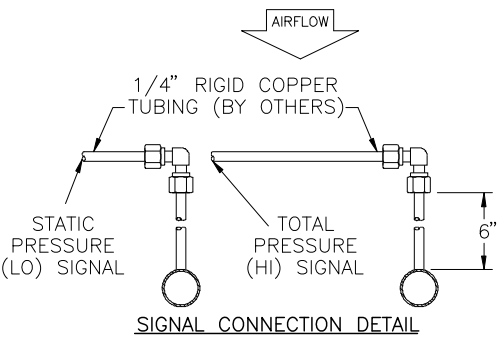 AIRFLOW
1/4" RIGID COPPER
TUBING (BY OTHERS)
STATIC
PRESSURE
(LO) SIGNAL
TOTAL
PRESSURE
(HI) SIGNAL
6"
SIGNAL CONNECTION DETAIL